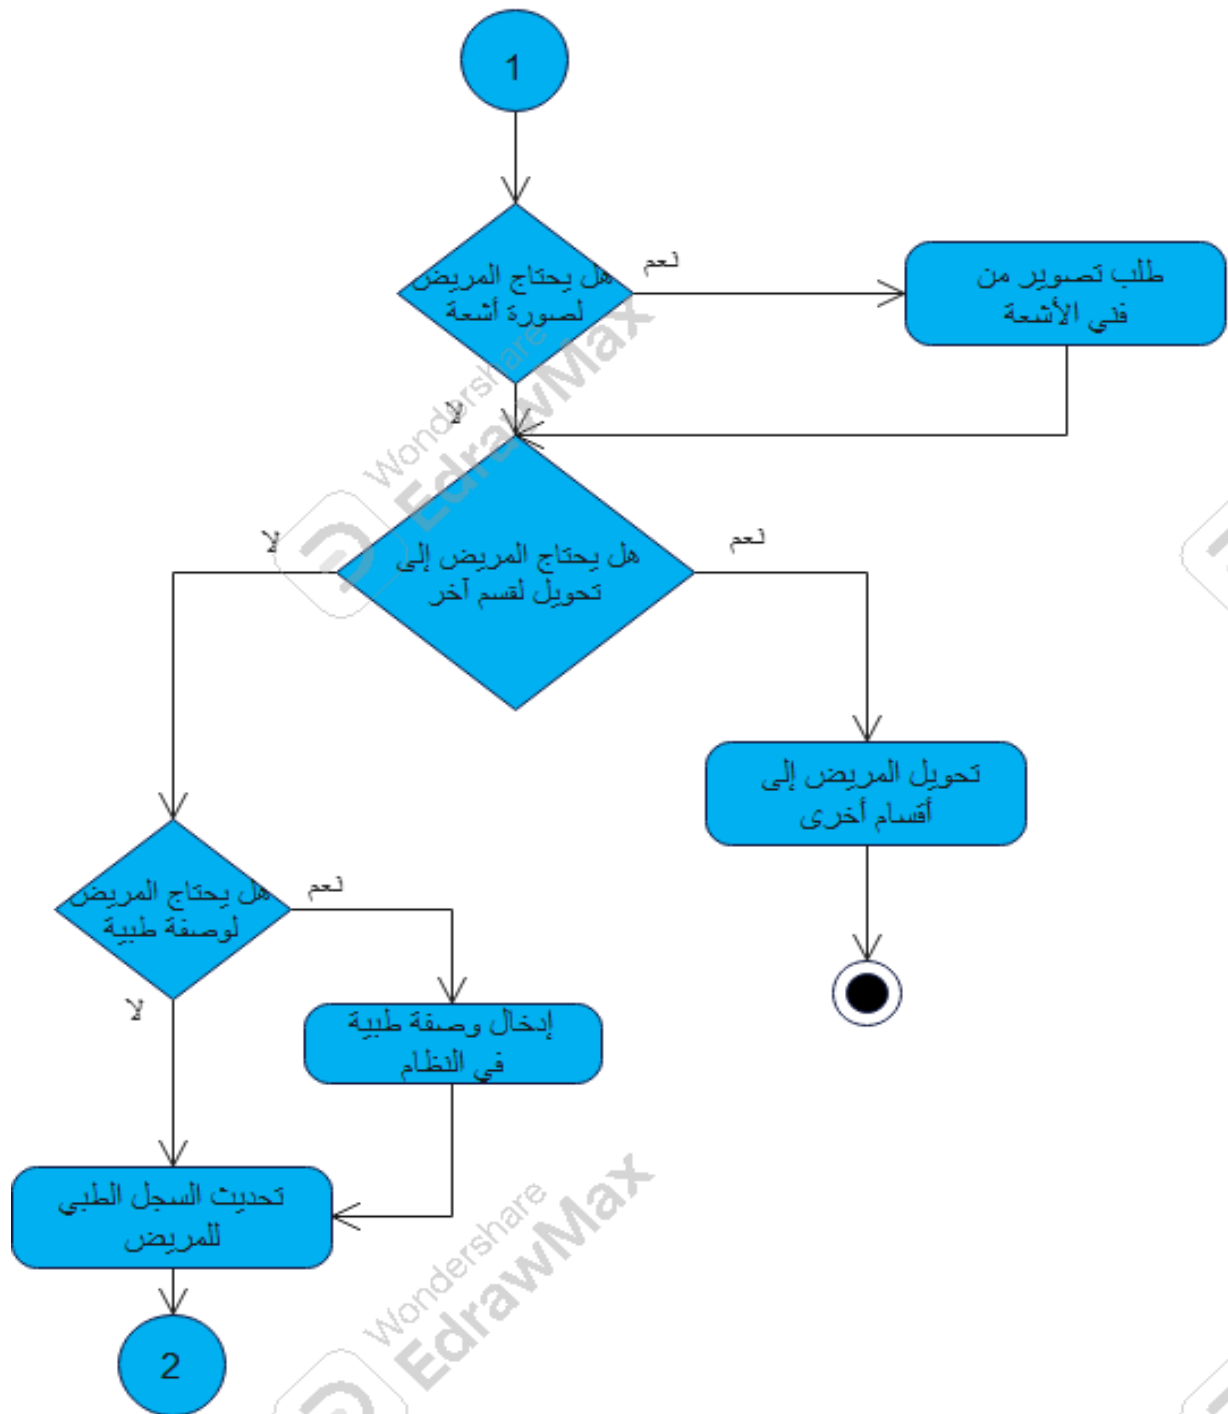 1
هل يحتاج المريض
لصورة أشعة
نعم
طلب تصوير من
فني الأشعة
لا
هل يحتاج المريض إلى
تحويل لقسم آخر
نعم
لا
تحويل المريض إلى
أقسام أخرى
هل يحتاج المريض
لوصفة طبية
نعم
لا
إدخال وصفة طبية
في النظام
تحديث السجل الطبي
للمريض
2
Wondershare
EdrawMax
Wondershare
EdrawMax